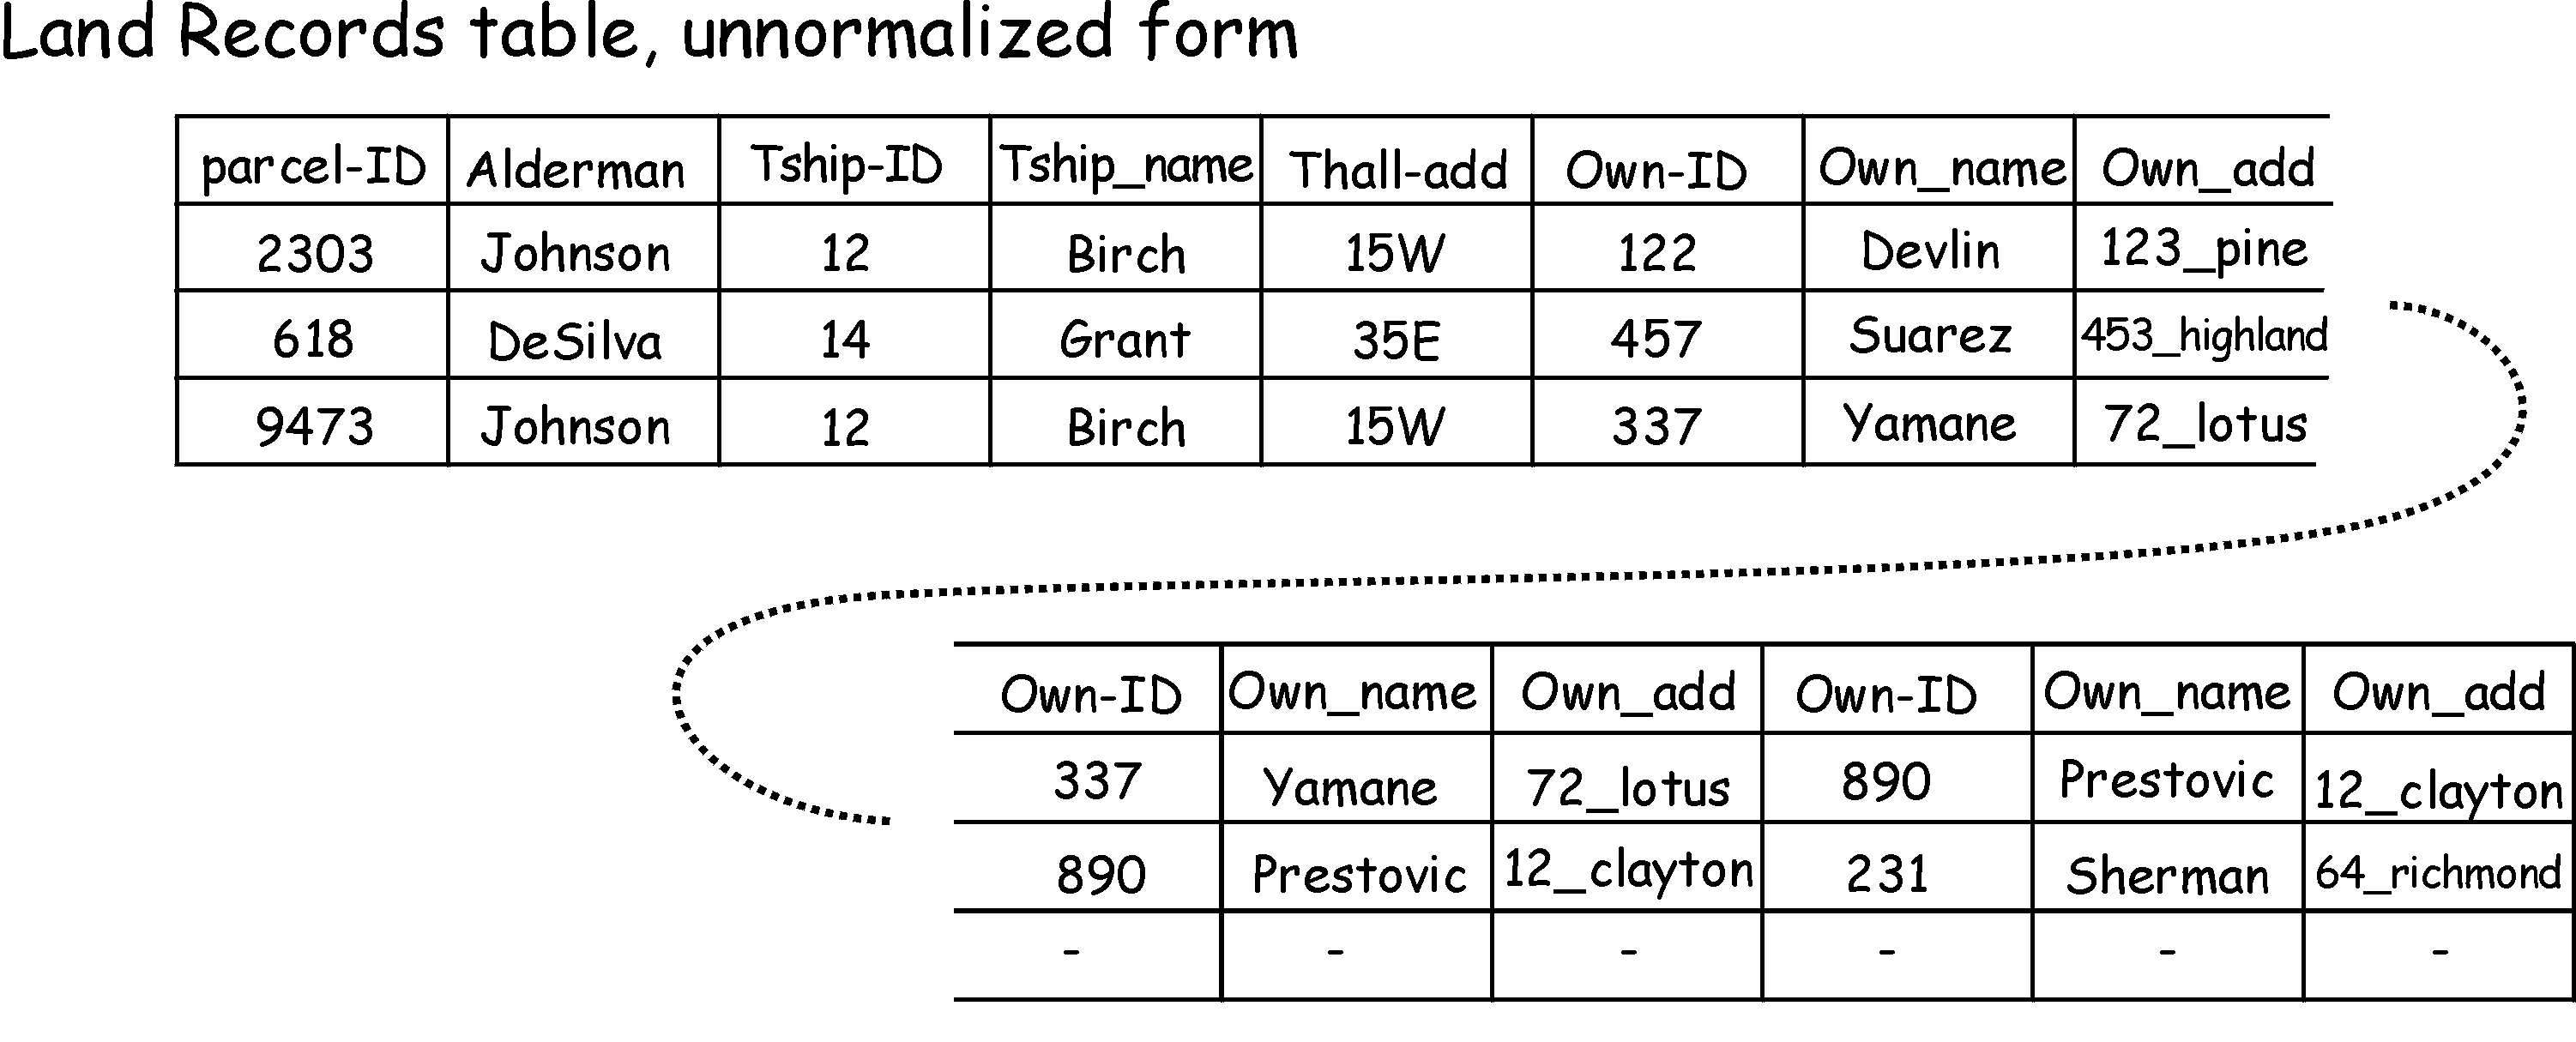 Land Records table, unnormalized form
parcel-ID Alderman Tship-ID Tship_name Thall-add Own-ID Own_name Own_add
2303 Johnson 12 Birch 15W 122 Devlin 123_pine
618 DeSilva 14 Grant 35E 457 Suarez 453_highland
9473 Johnson 12 Birch 15W 337 Yamane 72_lotus
Own-ID Own_name Own_add Own-ID Own_name Own_add
337 Yamane 72_lotus 890 Prestovic 12_clayton
890 Prestovic 12_clayton 231 Sherman 64_richmond
- - - - - -